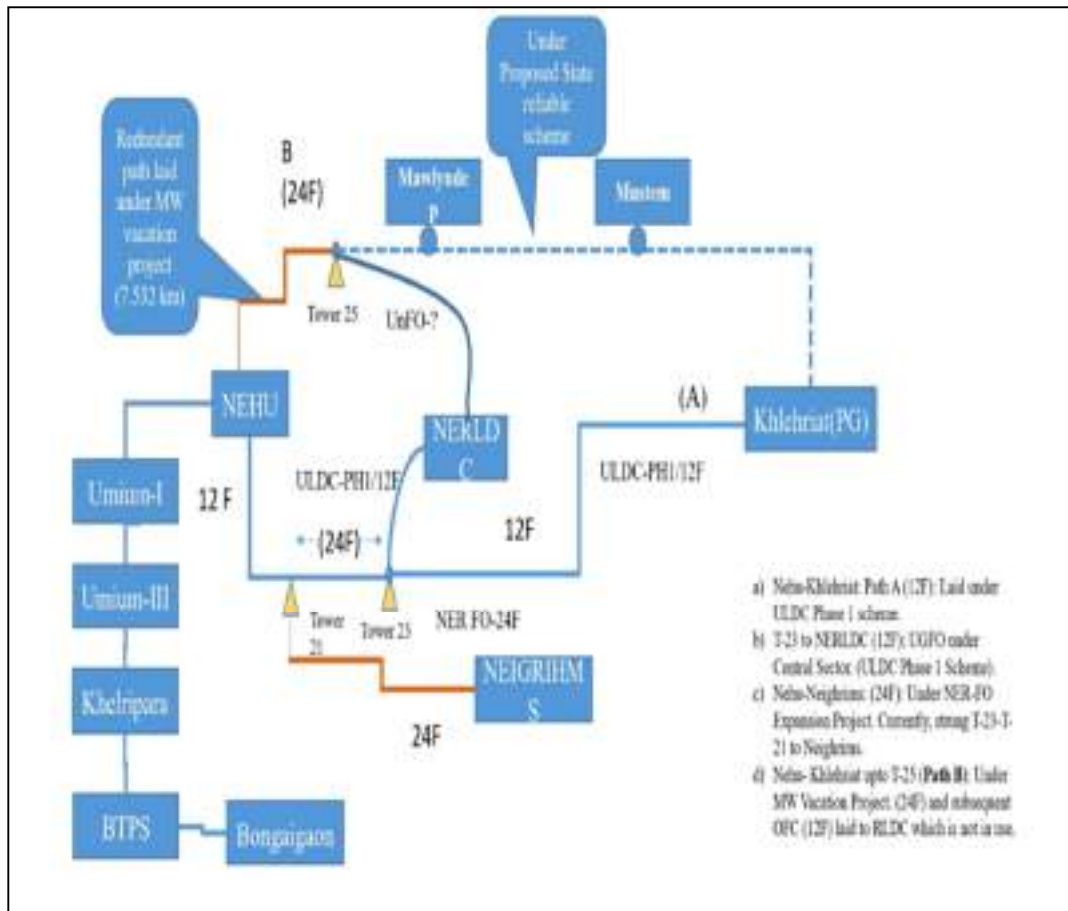 Under
Proposed State
reliable
scheme
Redundant
path laid
under MW
vacation
project
(7.532 km)
B
(24F)
Mawlynde
P
Mustem
Tower 25
UnFO-?
NEHU
(A)
Khlehriat(PG)
NERLD
C
ULDC-PH1/12F
ULDC-PH1/12F
Umium-I
12 F
(24F)
12F
Umium-III
Tower
21
Tower 23
NER FO-24F
Khelripara
NEIGRIHM
S
24F
BTPS
Bongaigaon
a) Nehu-Khlehriat: Path A (12F): Laid under
ULDC Phase 1 scheme.
b) T-23 to NERLDC (12F): UGFO under
Central Sector. (ULDC Phase 1 Scheme).
c) Nehu-Neighrims: (24F): Under NER-FO
Expansion Project. Currently, strung T-23-T-
21 to Neighrims.
d) Nehu- Khlehriat upto T-25 (Path B): Under
MW Vacation Project. (24F) and subsequent
OFC (12F) laid to RLDC which is not in use.